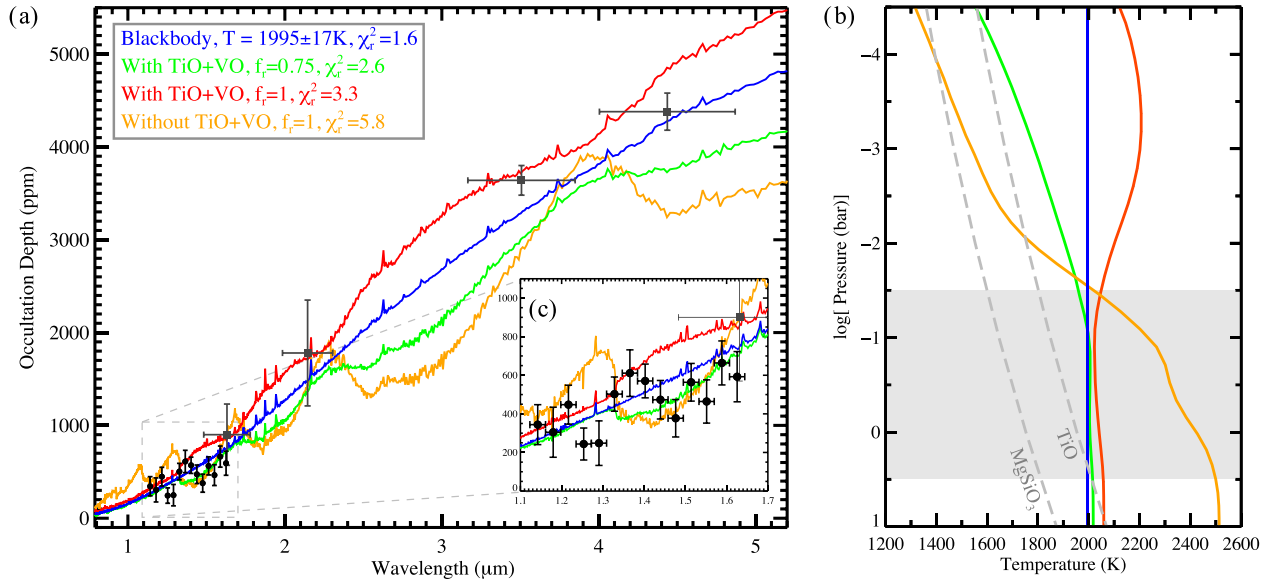 (a)
Blackbody, T = 1995±17K, χ²ᵣ=1.6
With TiO+VO, fᵣ=0.75, χ²ᵣ=2.6
With TiO+VO, fᵣ=1, χ²ᵣ=3.3
Without TiO+VO, fᵣ=1, χ²ᵣ=5.8
Occultation Depth (ppm)
5000
4000
3000
2000
1000
0
1 2 3 4 5
Wavelength (μm)
(c)
1000
800
600
400
200
0
1.1 1.2 1.3 1.4 1.5 1.6 1.7
(b)
log[ Pressure (bar)]
-4
-3
-2
-1
0
1
MgSiO₃
TiO
1200 1400 1600 1800 2000 2200 2400 2600
Temperature (K)